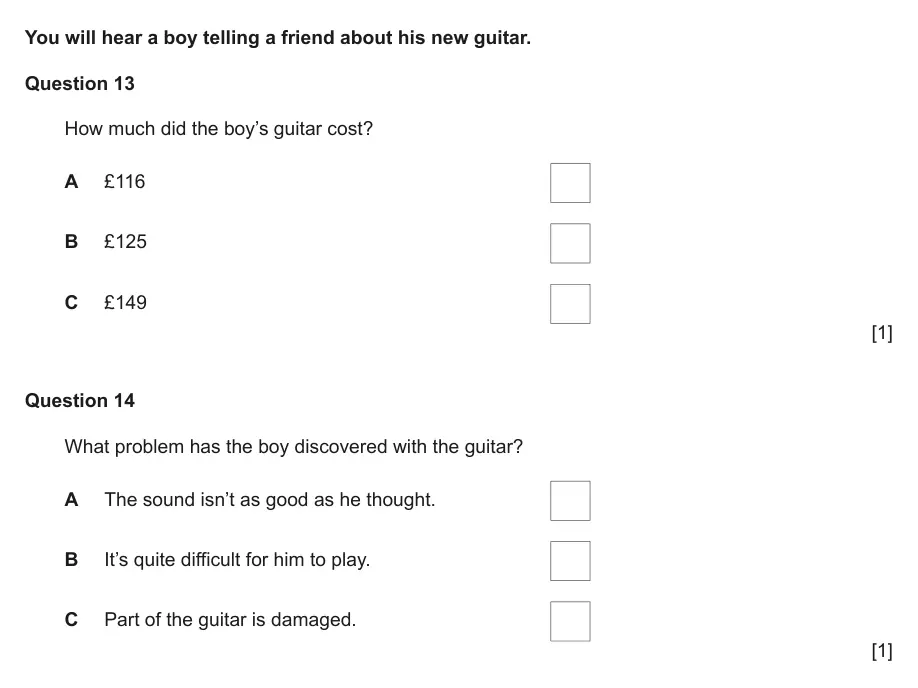 You will hear a boy telling a friend about his new guitar.
Question 13
How much did the boy’s guitar cost?
A £116
B £125
C £149
[1]
Question 14
What problem has the boy discovered with the guitar?
A The sound isn’t as good as he thought.
B It’s quite difficult for him to play.
C Part of the guitar is damaged.
[1]